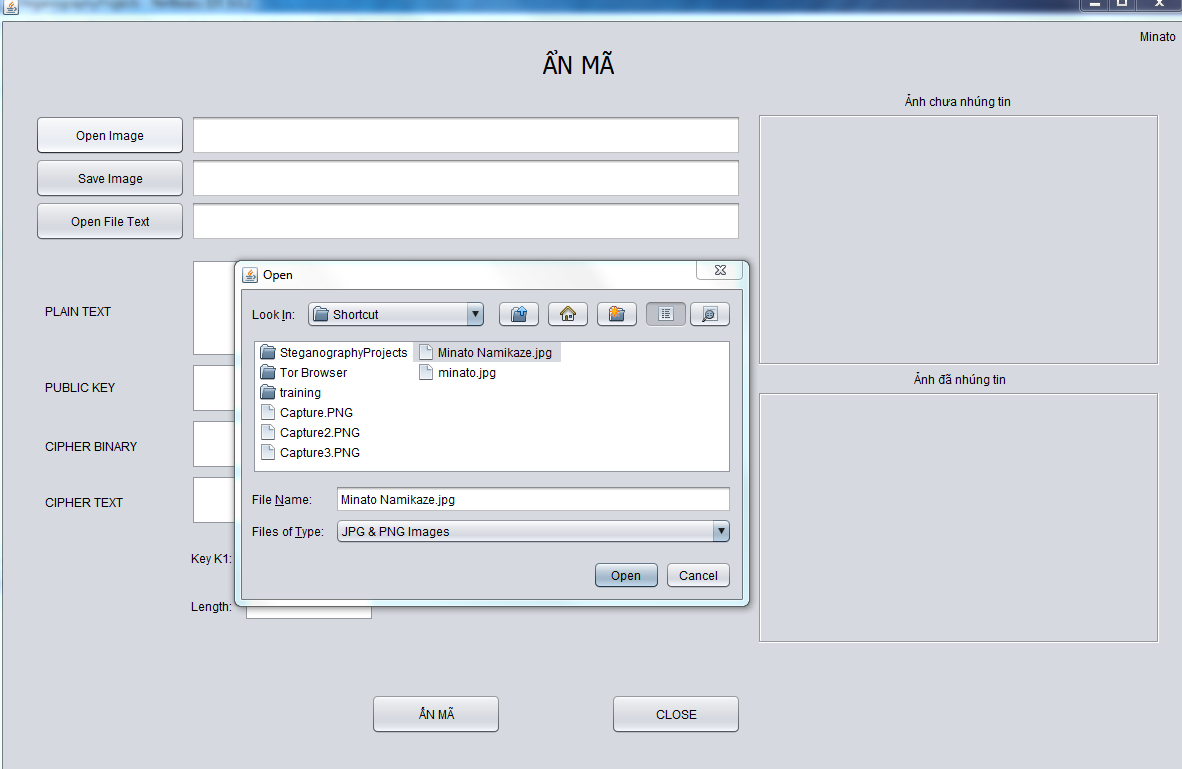 Minato
ẨN MÃ
Ảnh chưa nhúng tin
Open Image
Save Image
Open File Text
Open
Look In: Shortcut
SteganographyProjects
Tor Browser
training
Capture.PNG
Capture2.PNG
Capture3.PNG
Minato Namikaze.jpg
minato.jpg
File Name: Minato Namikaze.jpg
Files of Type: JPG & PNG Images
Open Cancel
PLAIN TEXT
PUBLIC KEY
CIPHER BINARY
CIPHER TEXT
Key K1:
Length:
Ảnh đã nhúng tin
ẨN MÃ
CLOSE